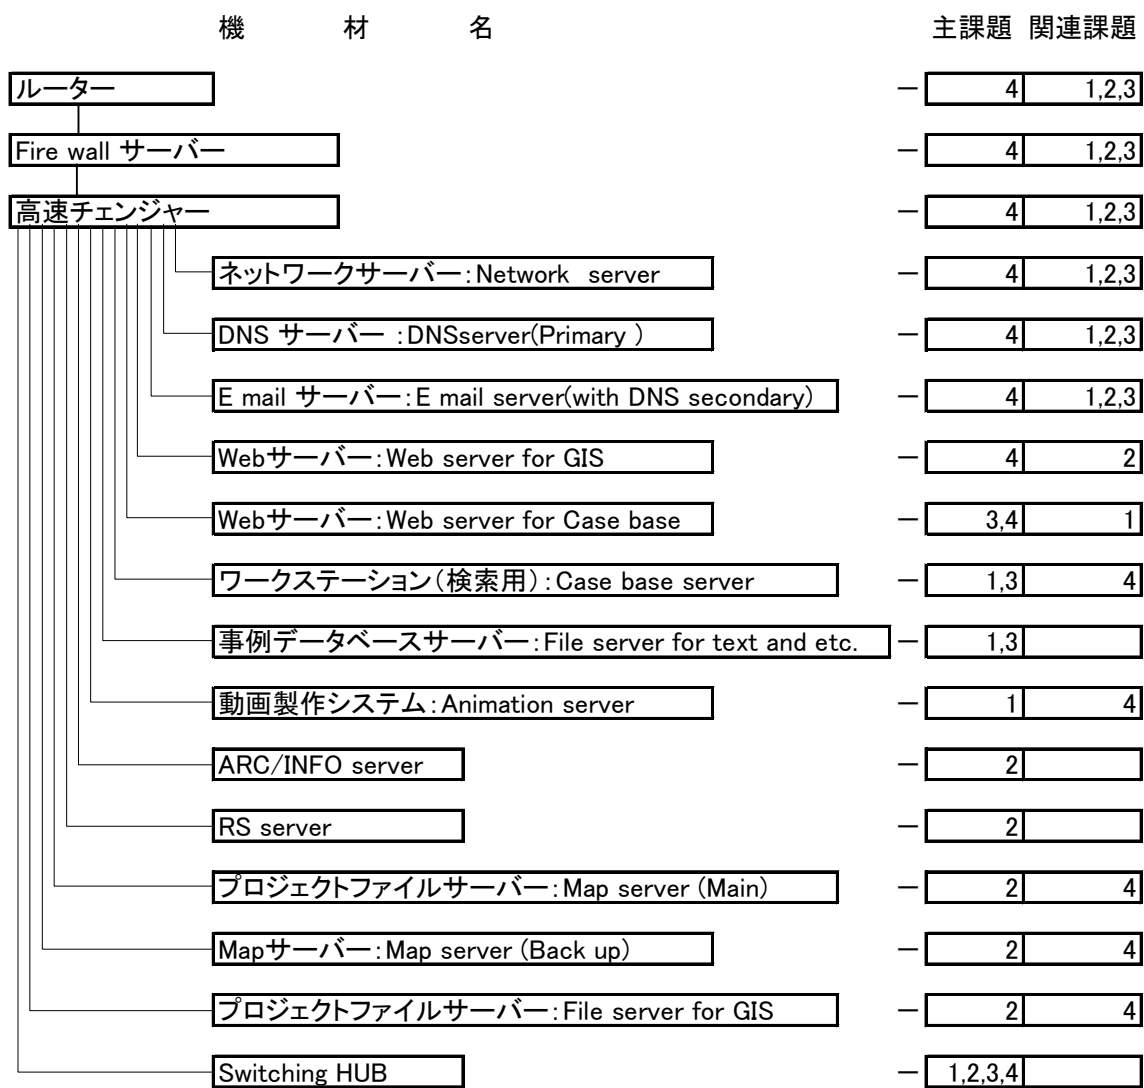 機 材 名 主課題 関連課題
ルーター － 4 1,2,3
Fire wall サーバー － 4 1,2,3
高速チェンジャー － 4 1,2,3
ネットワークサーバー：Network server － 4 1,2,3
DNS サーバー ：DNSserver(Primary ) － 4 1,2,3
E mail サーバー：E mail server(with DNS secondary) － 4 1,2,3
Webサーバー：Web server for GIS － 4 2
Webサーバー：Web server for Case base － 3,4 1
ワークステーション（検索用）：Case base server － 1,3 4
事例データベースサーバー：File server for text and etc. － 1,3
動画製作システム：Animation server － 1 4
ARC/INFO server － 2
RS server － 2
プロジェクトファイルサーバー：Map server (Main) － 2 4
Mapサーバー：Map server (Back up) － 2 4
プロジェクトファイルサーバー：File server for GIS － 2 4
Switching HUB － 1,2,3,4